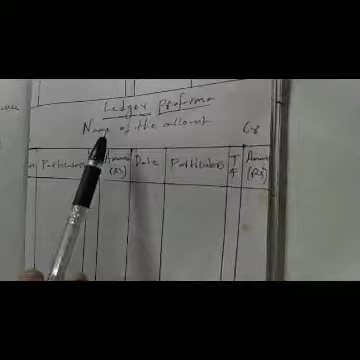 Ledger proforma
Name of the account Cr
Particulars Amount (Rs) Date Particulars J F Amount (Rs)